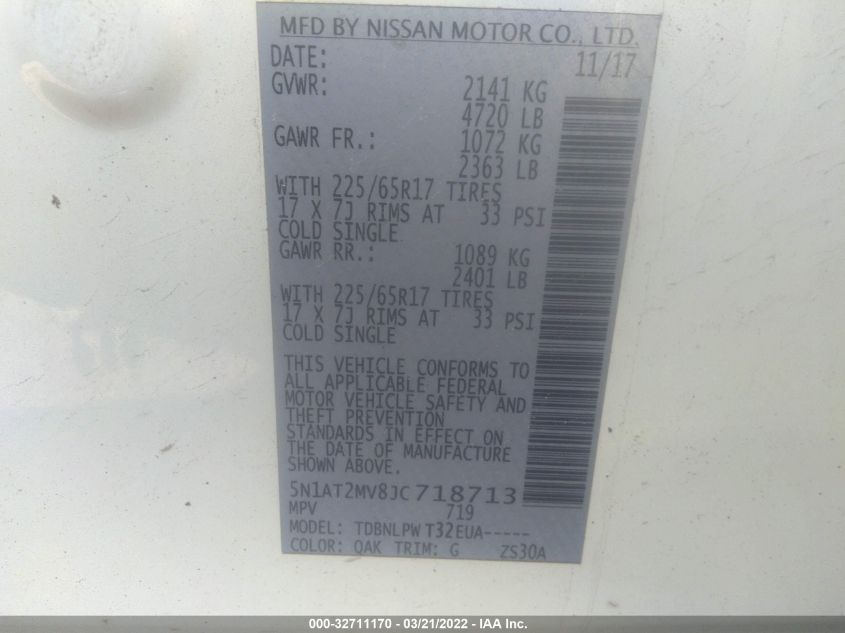 MFD BY NISSAN MOTOR CO., LTD.
DATE: 11/17
GVWR: 2141 KG
4720 LB
GAWR FR.: 1072 KG
2363 LB
WITH 225/65R17 TIRES
17 X 7J RIMS AT 33 PSI
COLD SINGLE
GAWR RR.: 1089 KG
2401 LB
WITH 225/65R17 TIRES
17 X 7J RIMS AT 33 PSI
COLD SINGLE
THIS VEHICLE CONFORMS TO
ALL APPLICABLE FEDERAL
MOTOR VEHICLE SAFETY AND
THEFT PREVENTION
STANDARDS IN EFFECT ON
THE DATE OF MANUFACTURE
SHOWN ABOVE.
5N1AT2MV8JC718713
MPV 719
MODEL: TDBNLPW T32EUA-----
COLOR: QAK TRIM: G ZS30A
000-32711170 - 03/21/2022 - IAA Inc.